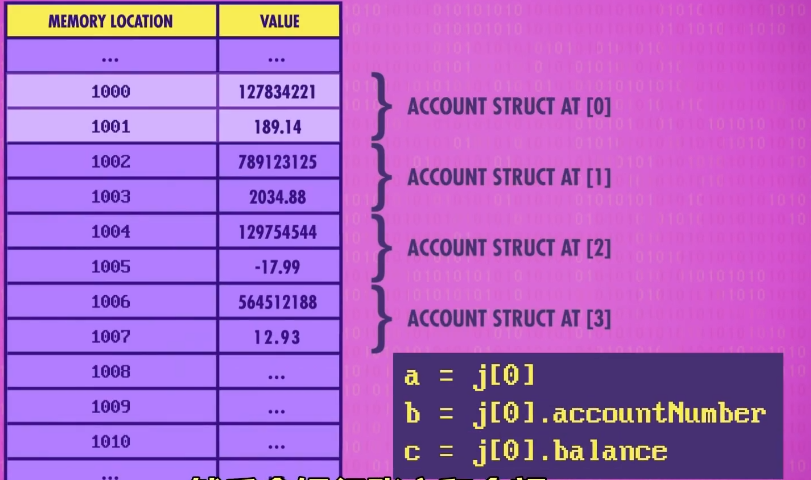 MEMORY LOCATION VALUE
... ...
1000 127834221
1001 189.14
ACCOUNT STRUCT AT [0]
1002 789123125
1003 2034.88
ACCOUNT STRUCT AT [1]
1004 129754544
1005 -17.99
ACCOUNT STRUCT AT [2]
1006 564512188
1007 12.93
ACCOUNT STRUCT AT [3]
1008 ...
1009 ...
1010 ...
...
a = j[0]
b = j[0].accountNumber
c = j[0].balance